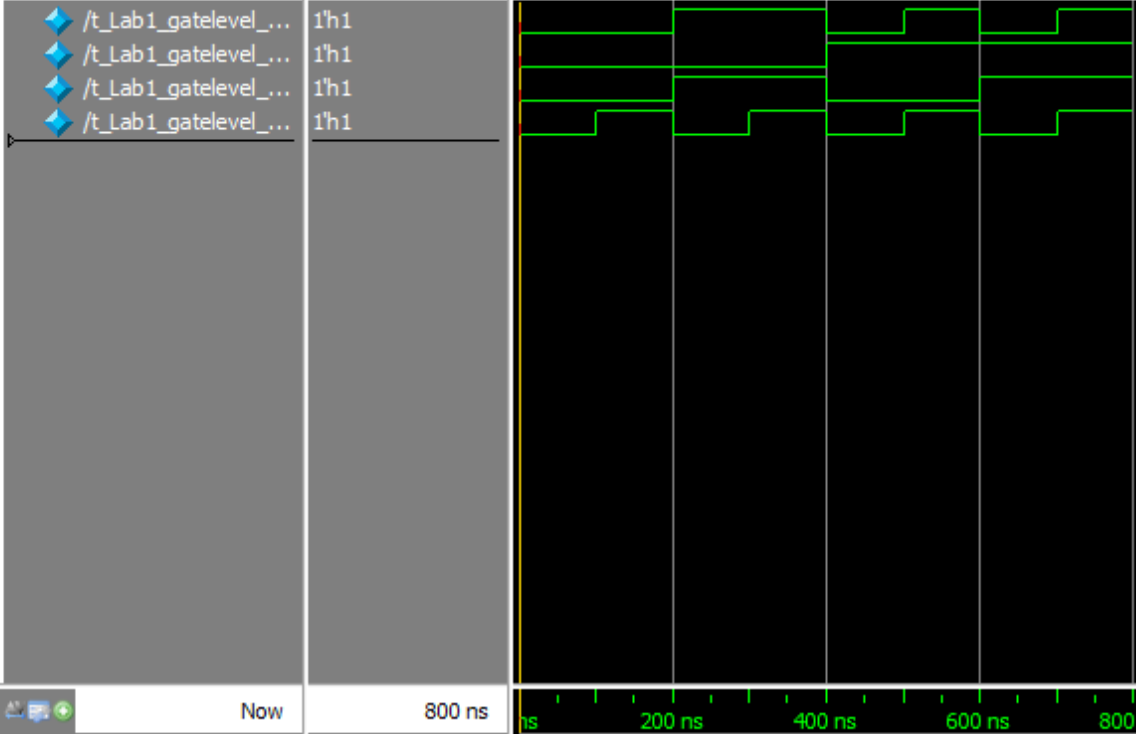 /t_Lab1_gatelevel_... 1'h1
/t_Lab1_gatelevel_... 1'h1
/t_Lab1_gatelevel_... 1'h1
/t_Lab1_gatelevel_... 1'h1
Now 800 ns
ns 200 ns 400 ns 600 ns 800